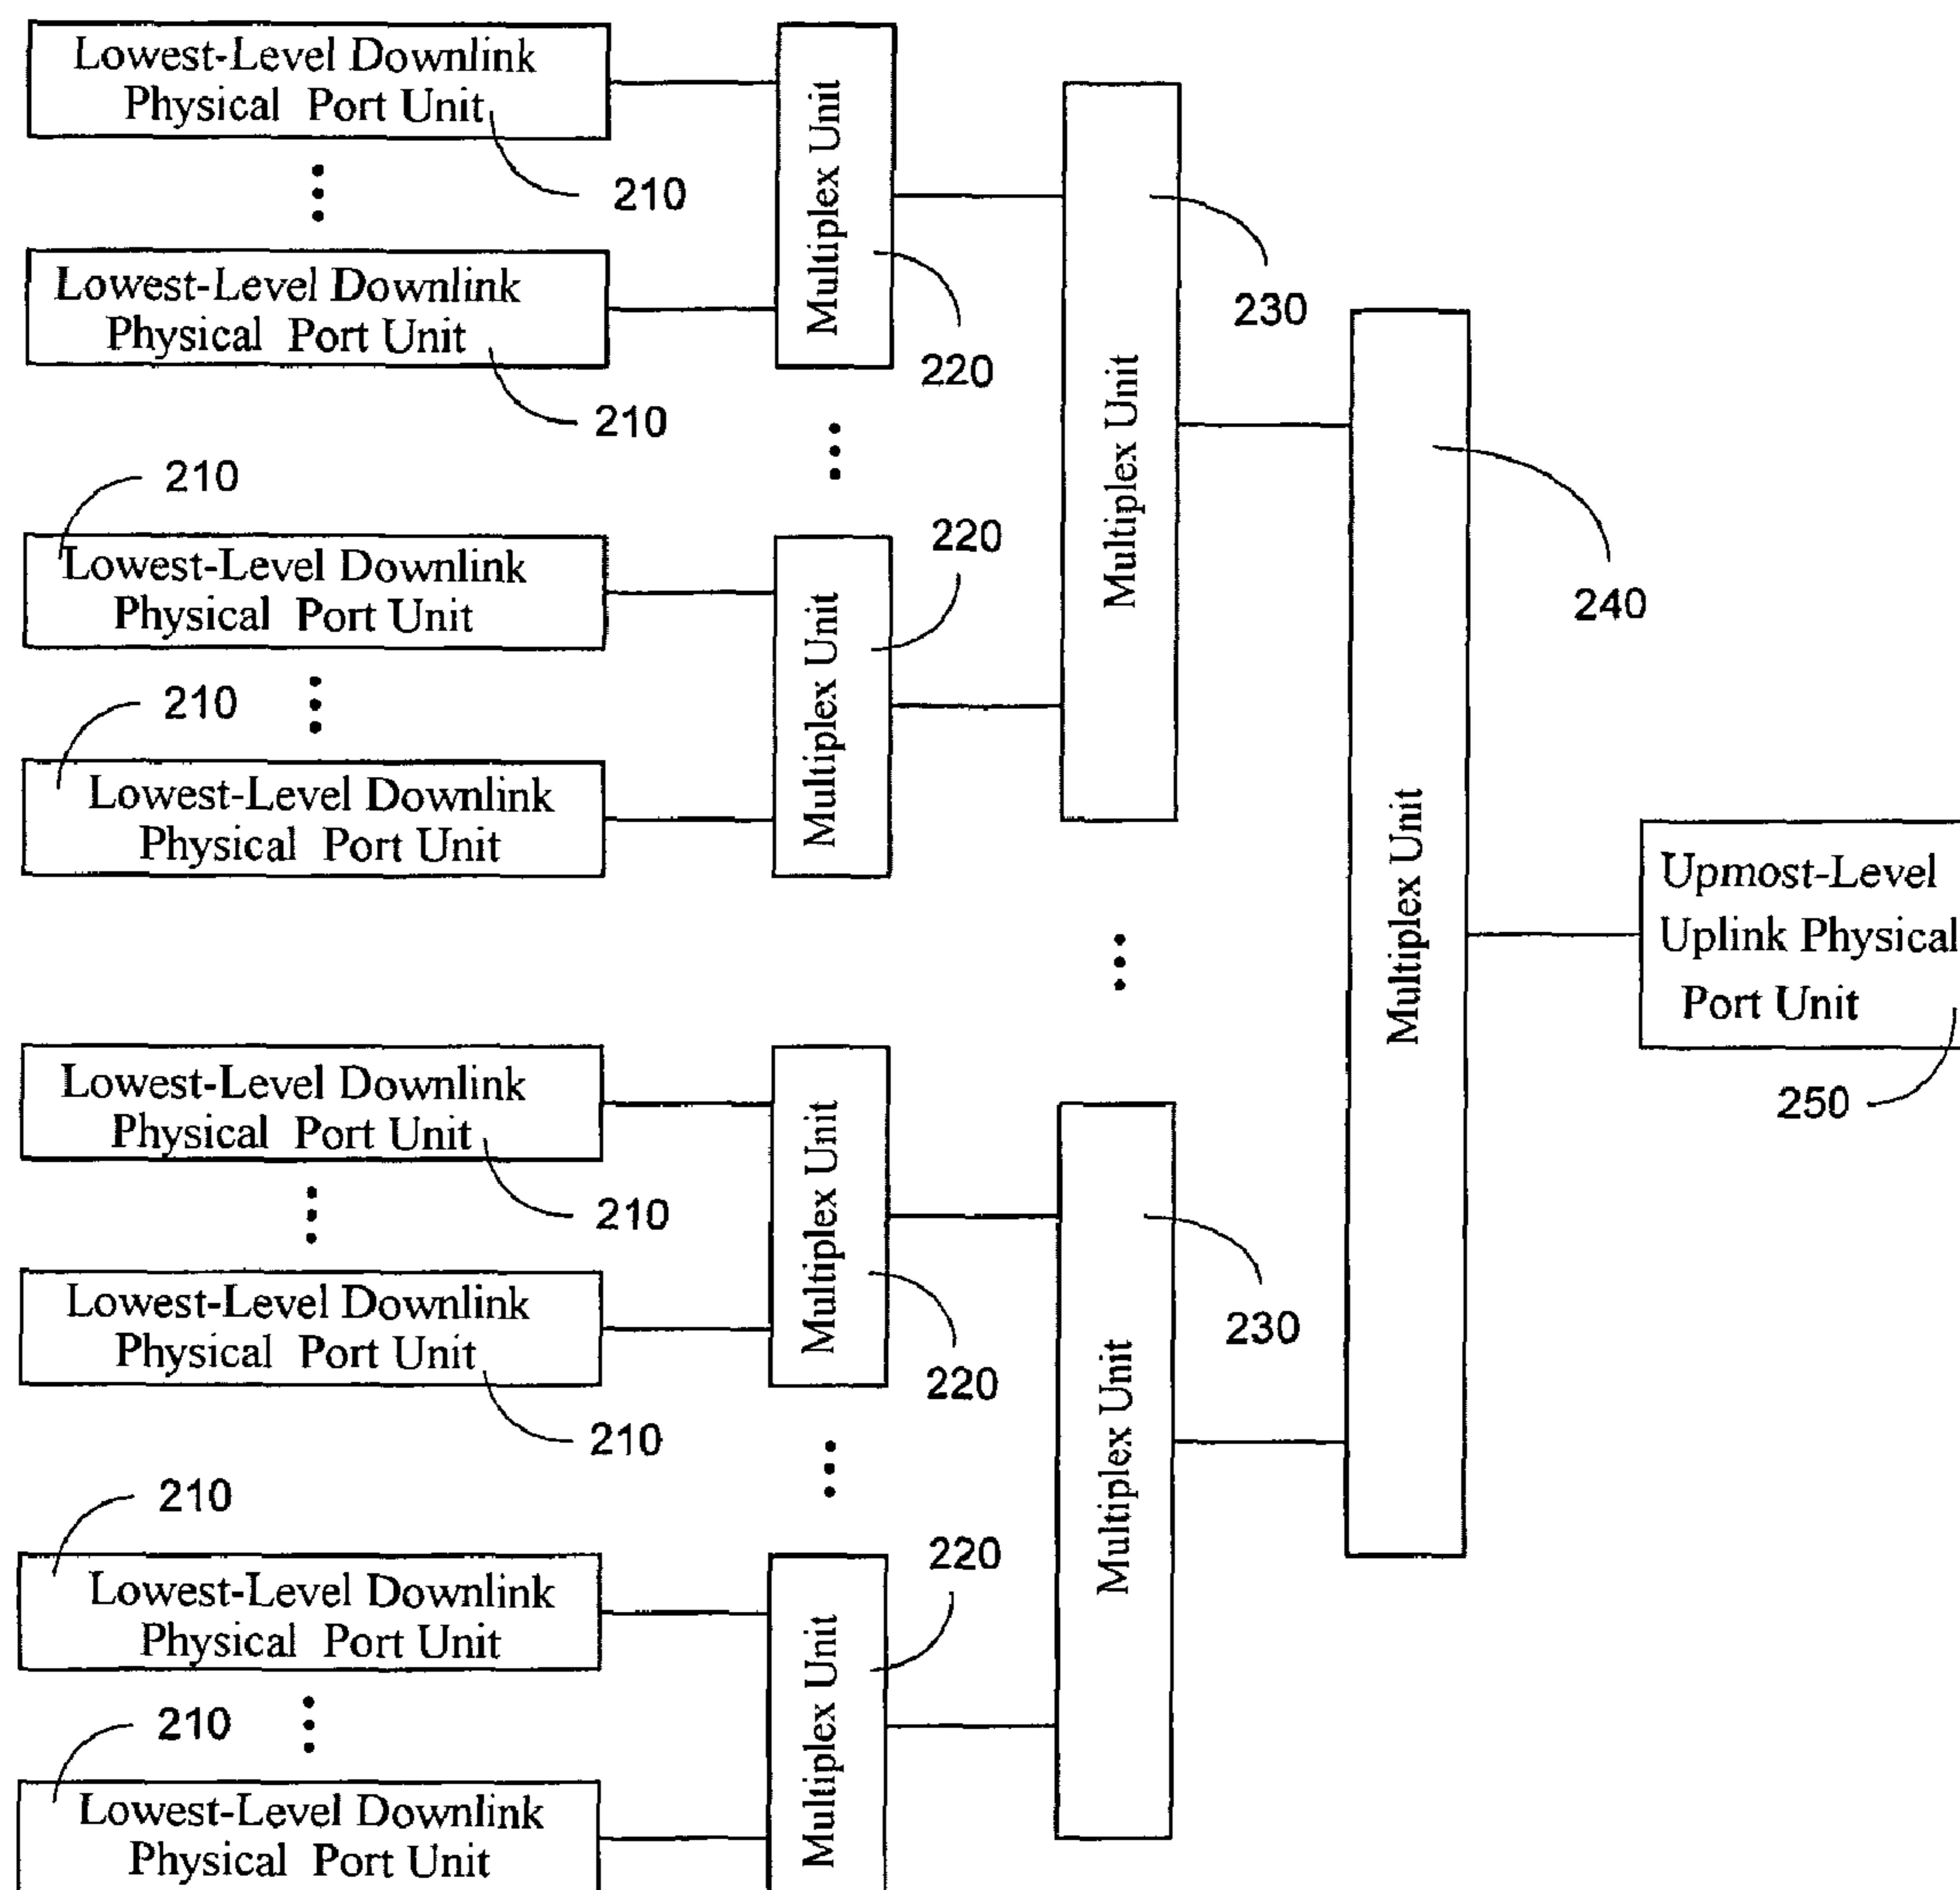 Lowest-Level Downlink
Physical Port Unit
210
Lowest-Level Downlink
Physical Port Unit
210
210
Lowest-Level Downlink
Physical Port Unit
210
Lowest-Level Downlink
Physical Port Unit
Lowest-Level Downlink
Physical Port Unit
210
Lowest-Level Downlink
Physical Port Unit
210
210
Lowest-Level Downlink
Physical Port Unit
210
Lowest-Level Downlink
Physical Port Unit
Multiplex Unit
220
220
Multiplex Unit
Multiplex Unit
220
220
Multiplex Unit
230
Multiplex Unit
230
Multiplex Unit
240
Multiplex Unit
Upmost-Level
Uplink Physical
Port Unit
250